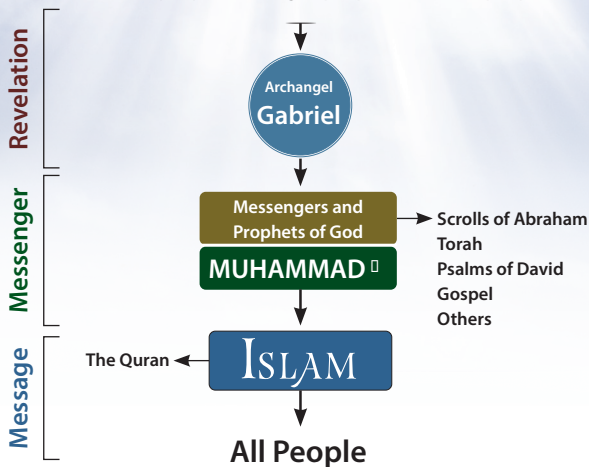 Revelation
Archangel
Gabriel
Messenger
Messengers and
Prophets of God
MUHAMMAD
Scrolls of Abraham
Torah
Psalms of David
Gospel
Others
Message
The Quran
ISLAM
All People